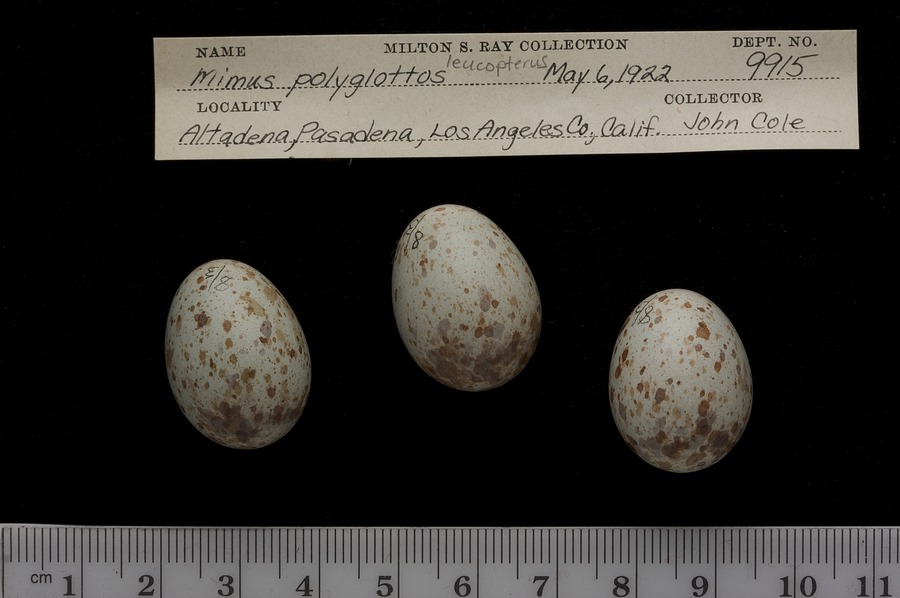 NAME MILTON S. RAY COLLECTION DEPT. NO.
Mimus polyglottos leucopterus May 6, 1922 9915
LOCALITY COLLECTOR
Altadena, Pasadena, Los Angeles Co., Calif. John Cole
cm 1 2 3 4 5 6 7 8 9 10 11